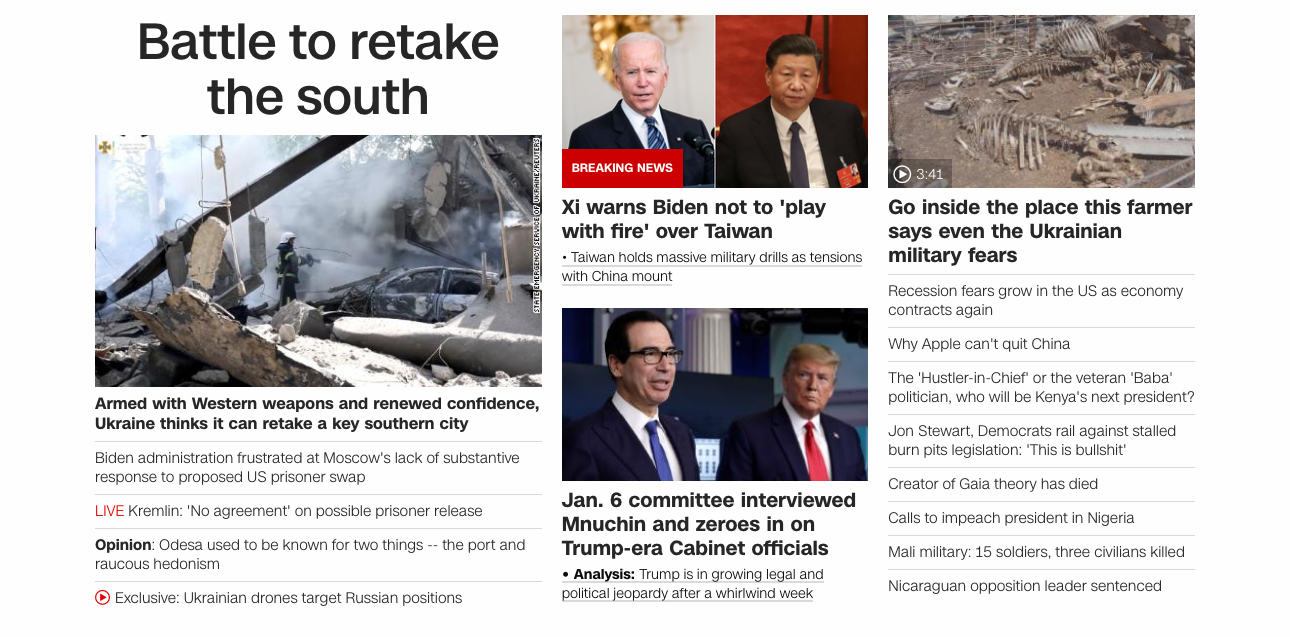 Battle to retake
the south
STATE EMERGENCY SERVICE OF UKRAINE/REUTERS
Armed with Western weapons and renewed confidence,
Ukraine thinks it can retake a key southern city
Biden administration frustrated at Moscow's lack of substantive
response to proposed US prisoner swap
LIVE Kremlin: 'No agreement' on possible prisoner release
Opinion: Odesa used to be known for two things -- the port and
raucous hedonism
Exclusive: Ukrainian drones target Russian positions
BREAKING NEWS
Xi warns Biden not to 'play
with fire' over Taiwan
• Taiwan holds massive military drills as tensions
with China mount
Jan. 6 committee interviewed
Mnuchin and zeroes in on
Trump-era Cabinet officials
• Analysis: Trump is in growing legal and
political jeopardy after a whirlwind week
3:41
Go inside the place this farmer
says even the Ukrainian
military fears
Recession fears grow in the US as economy
contracts again
Why Apple can't quit China
The 'Hustler-in-Chief' or the veteran 'Baba'
politician, who will be Kenya's next president?
Jon Stewart, Democrats rail against stalled
burn pits legislation: 'This is bullshit'
Creator of Gaia theory has died
Calls to impeach president in Nigeria
Mali military: 15 soldiers, three civilians killed
Nicaraguan opposition leader sentenced